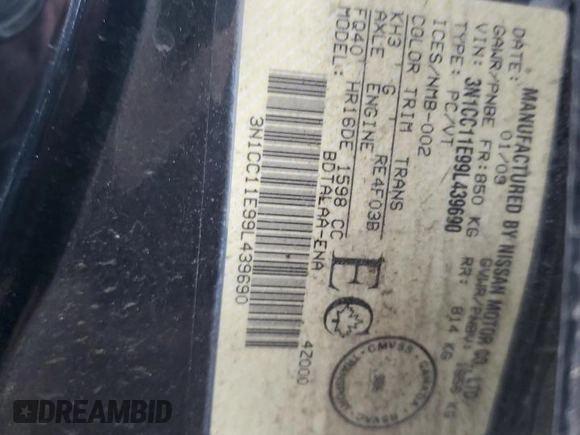 MANUFACTURED BY NISSAN MOTOR CO., LTD.
DATE: 01/09
GAWR/PNBE FR: 850 KG RR: 814 KG
VIN: 3N1CC11E99L439690
TYPE: PC/VT
ICES/NMB-002
COLOR TRIM TRANS
KH3 G RE4F03B
AXLE ENGINE
FQ40 HR16DE 1598 CC
MODEL: BDTALAA-ENA
3N1CC11E99L439690
42000
CMVSS
DREAMBID